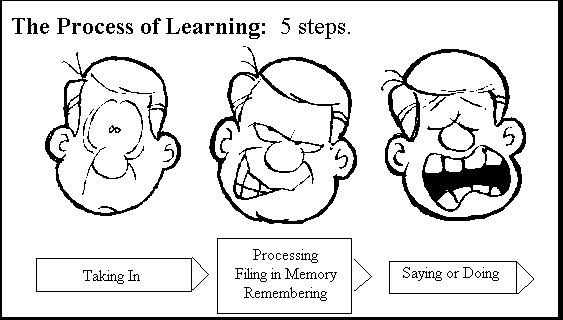 The Process of Learning: 5 steps.
Taking In
Processing
Filing in Memory
Remembering
Saying or Doing